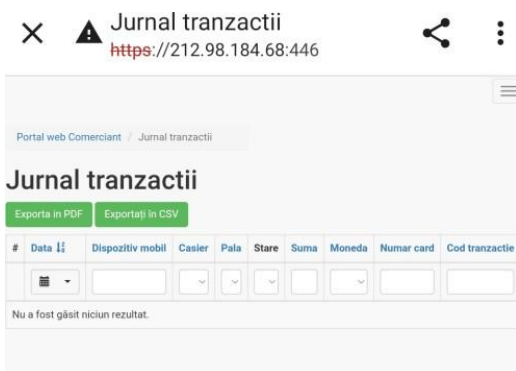 Jurnal tranzactii
https://212.98.184.68:446
Portal web Comerciant / Jurnal tranzactii
Jurnal tranzactii
Exporta in PDF Exportați în CSV
# Data Dispozitiv mobil Casier Pala Stare Suma Moneda Numar card Cod tranzactie
Nu a fost găsit niciun rezultat.